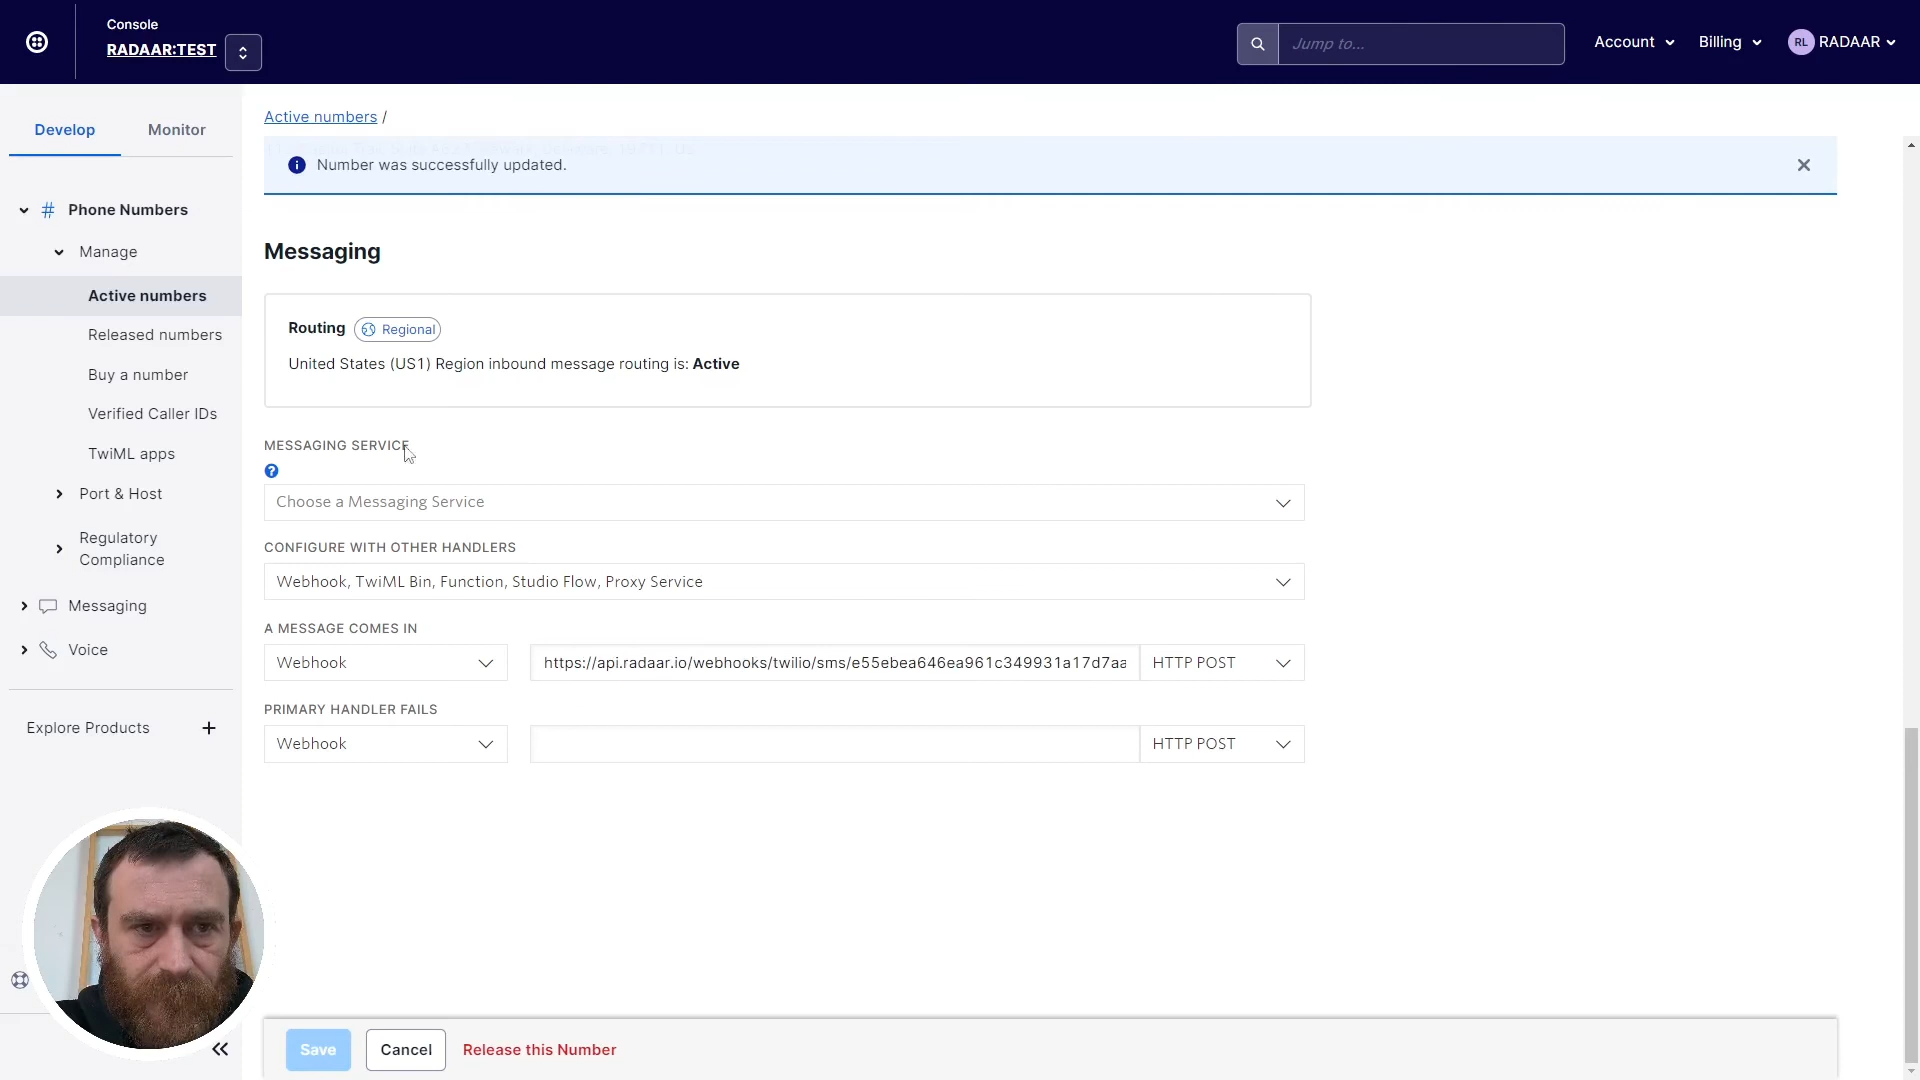 Console
RADAAR:TEST
Jump to...
Account
Billing
RL RADAAR
Develop
Monitor
Phone Numbers
Manage
Active numbers
Released numbers
Buy a number
Verified Caller IDs
TwiML apps
Port & Host
Regulatory
Compliance
Messaging
Voice
Explore Products
Active numbers /
Number was successfully updated.
Messaging
Routing Regional
United States (US1) Region inbound message routing is: Active
MESSAGING SERVICE
Choose a Messaging Service
CONFIGURE WITH OTHER HANDLERS
Webhook, TwiML Bin, Function, Studio Flow, Proxy Service
A MESSAGE COMES IN
Webhook
https://api.radaar.io/webhooks/twilio/sms/e55ebea646ea961c349931a17d7aa
HTTP POST
PRIMARY HANDLER FAILS
Webhook
HTTP POST
Save
Cancel
Release this Number